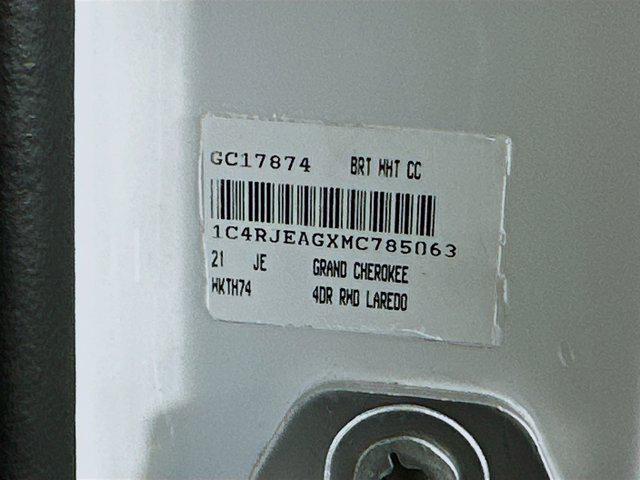 GC17874 BRT WHT CC
1C4RJEAGXMC785063
21 JE GRAND CHEROKEE
WKTH74 4DR RWD LAREDO